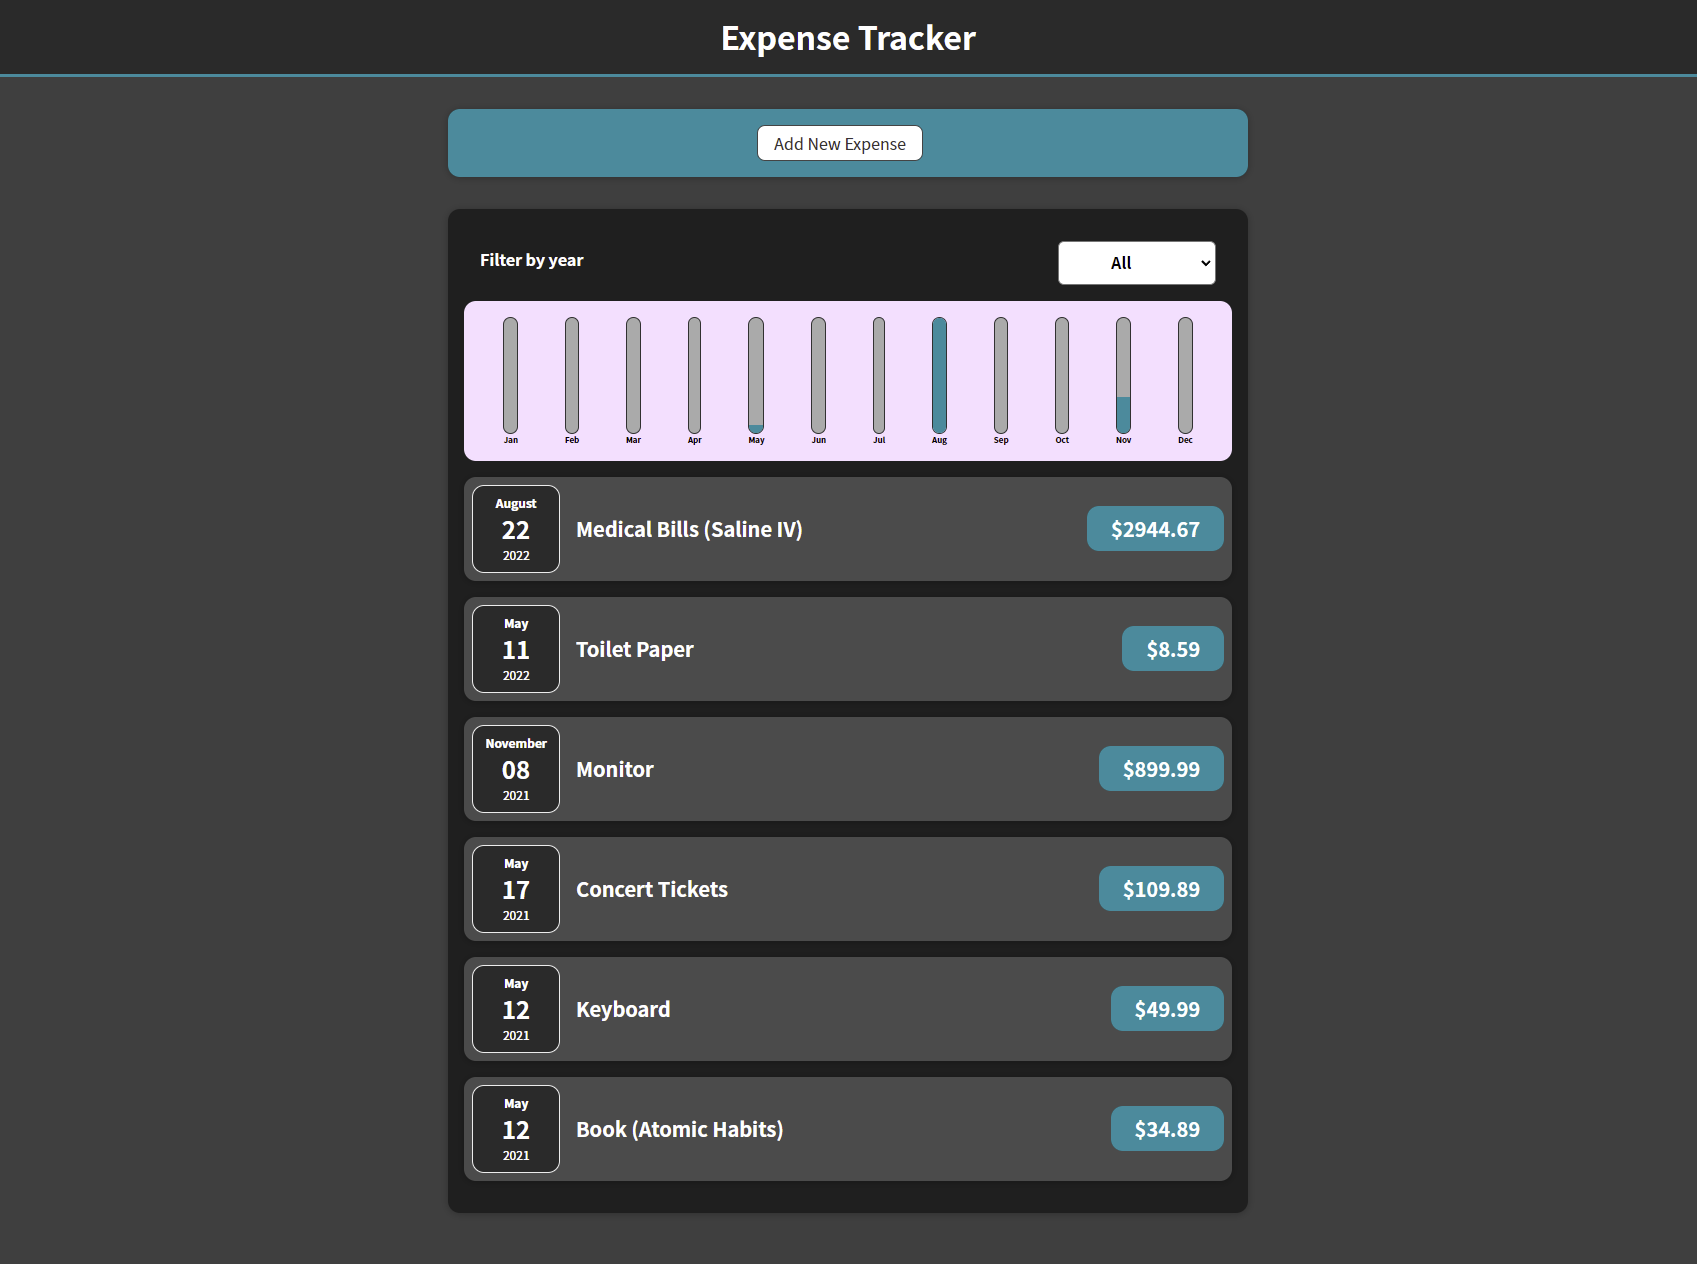 Expense Tracker
Add New Expense
Filter by year
All
Jan Feb Mar Apr May Jun Jul Aug Sep Oct Nov Dec
August
22
2022
Medical Bills (Saline IV)
$2944.67
May
11
2022
Toilet Paper
$8.59
November
08
2021
Monitor
$899.99
May
17
2021
Concert Tickets
$109.89
May
12
2021
Keyboard
$49.99
May
12
2021
Book (Atomic Habits)
$34.89